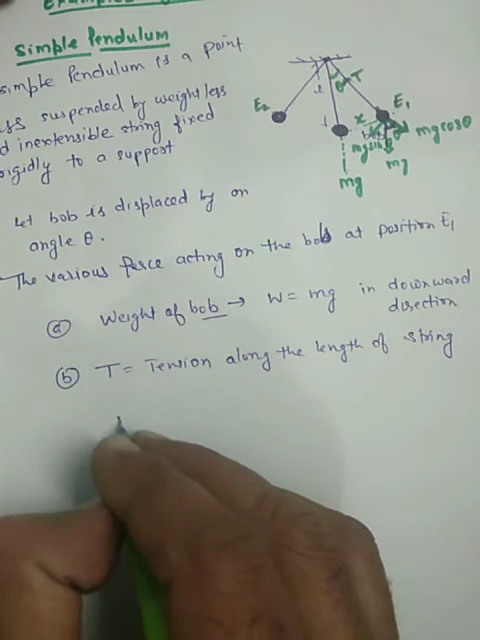 Simple Pendulum
simple Pendulum is a point
suspended by weightless
inextensible string fixed
rigidly to a support
Let bob is displaced by an
angle θ.
The various force acting on the bob at position E₁
(a) Weight of bob → W = mg in downward
direction
(b) T = Tension along the length of string
θ T
l
E₂
E₁
x
mg cosθ
mg sinθ
mg
mg